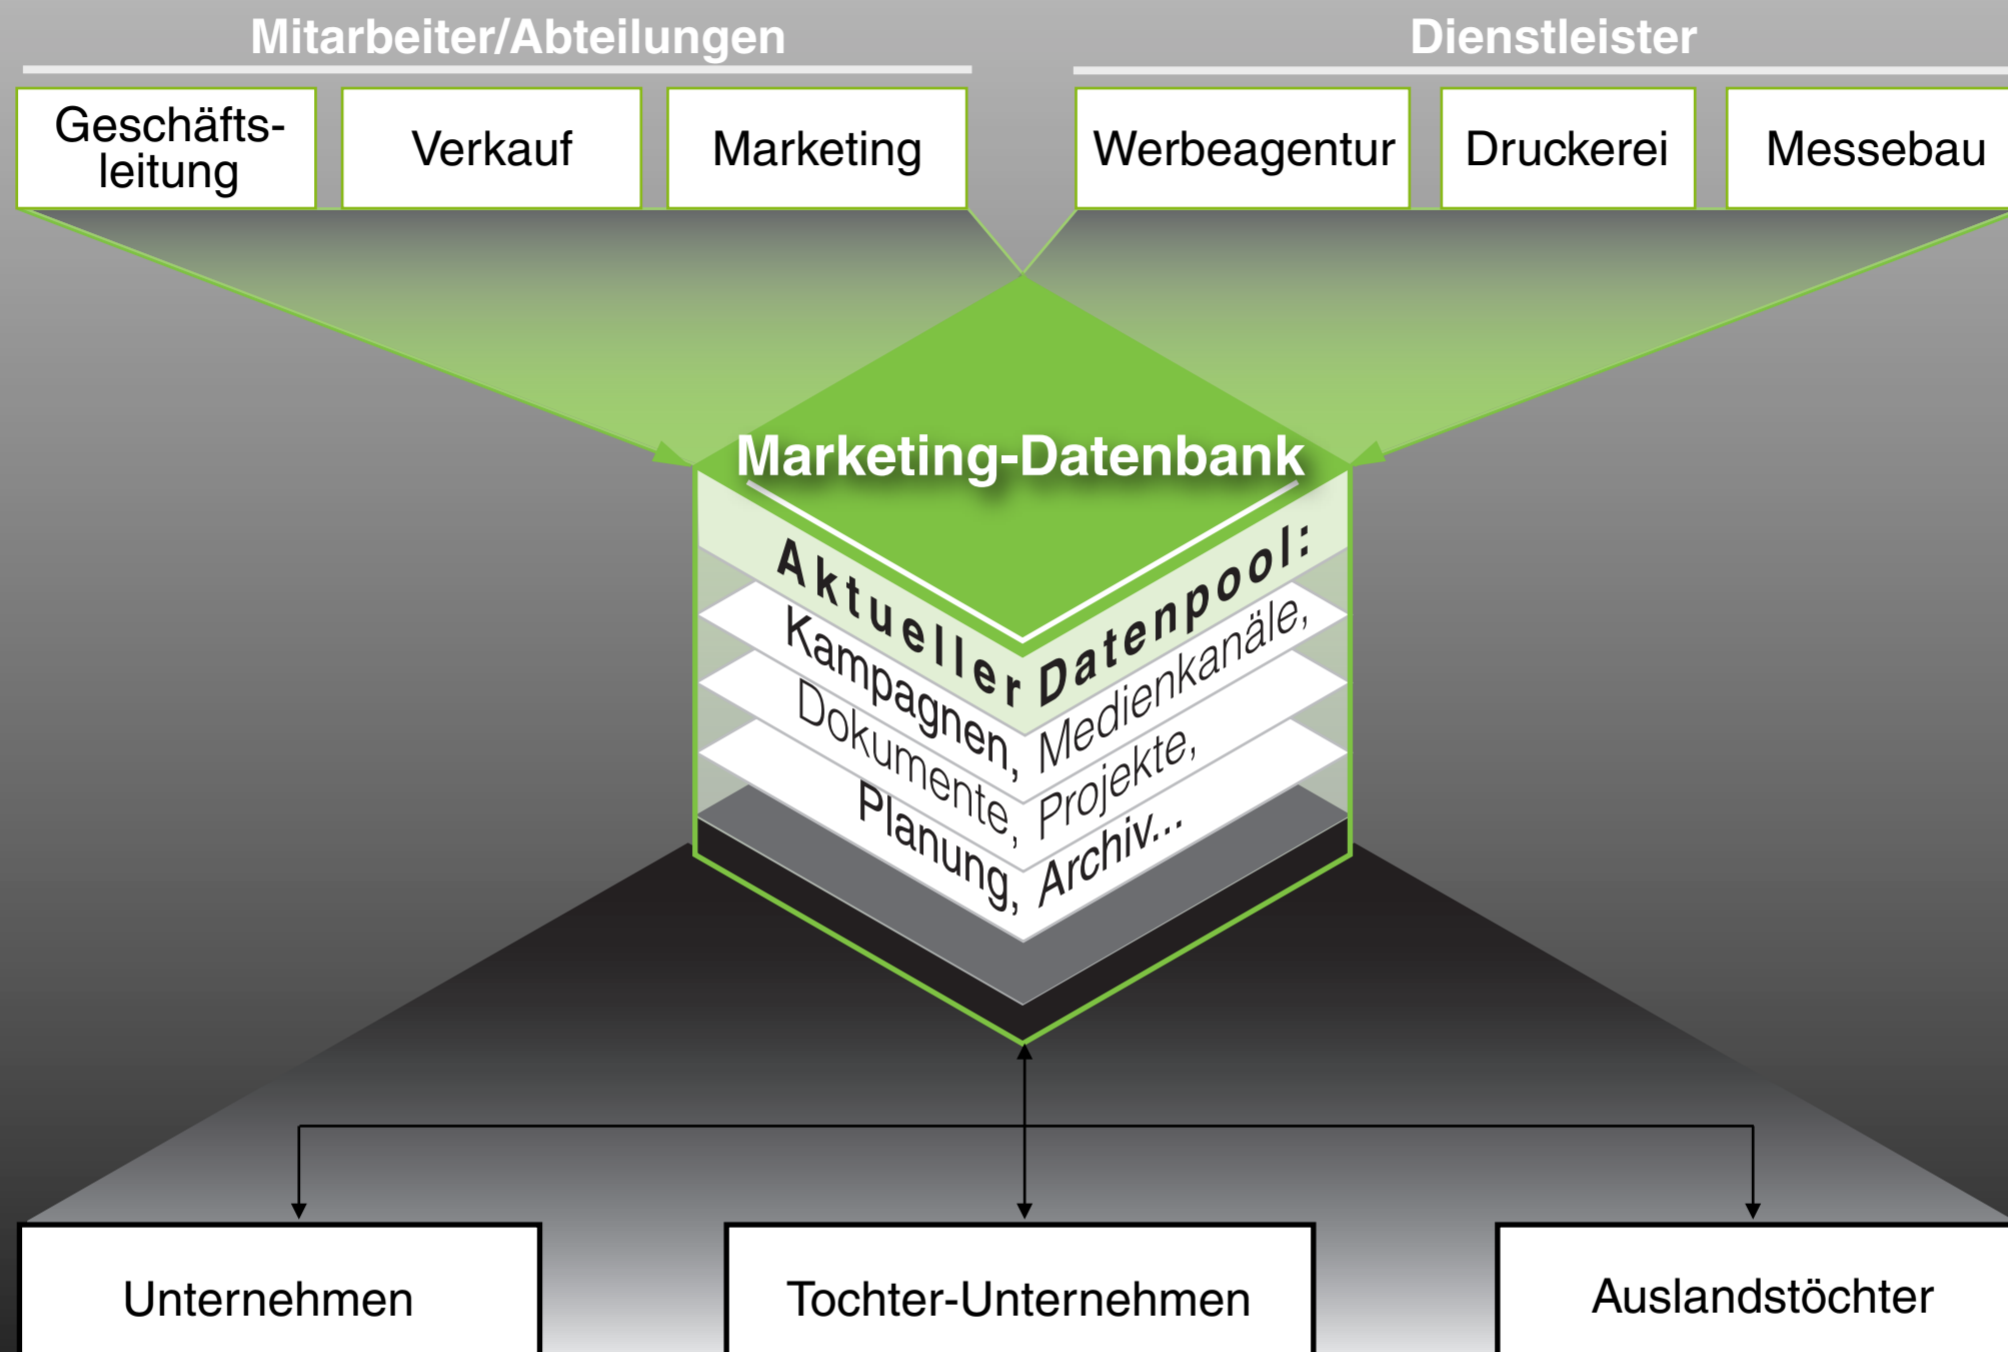 Mitarbeiter/Abteilungen
Dienstleister
Geschäfts-
leitung
Verkauf
Marketing
Werbeagentur
Druckerei
Messebau
Marketing-Datenbank
Aktueller Datenpool:
Kampagnen, Medienkanäle,
Dokumente, Projekte,
Planung, Archiv...
Unternehmen
Tochter-Unternehmen
Auslandstöchter